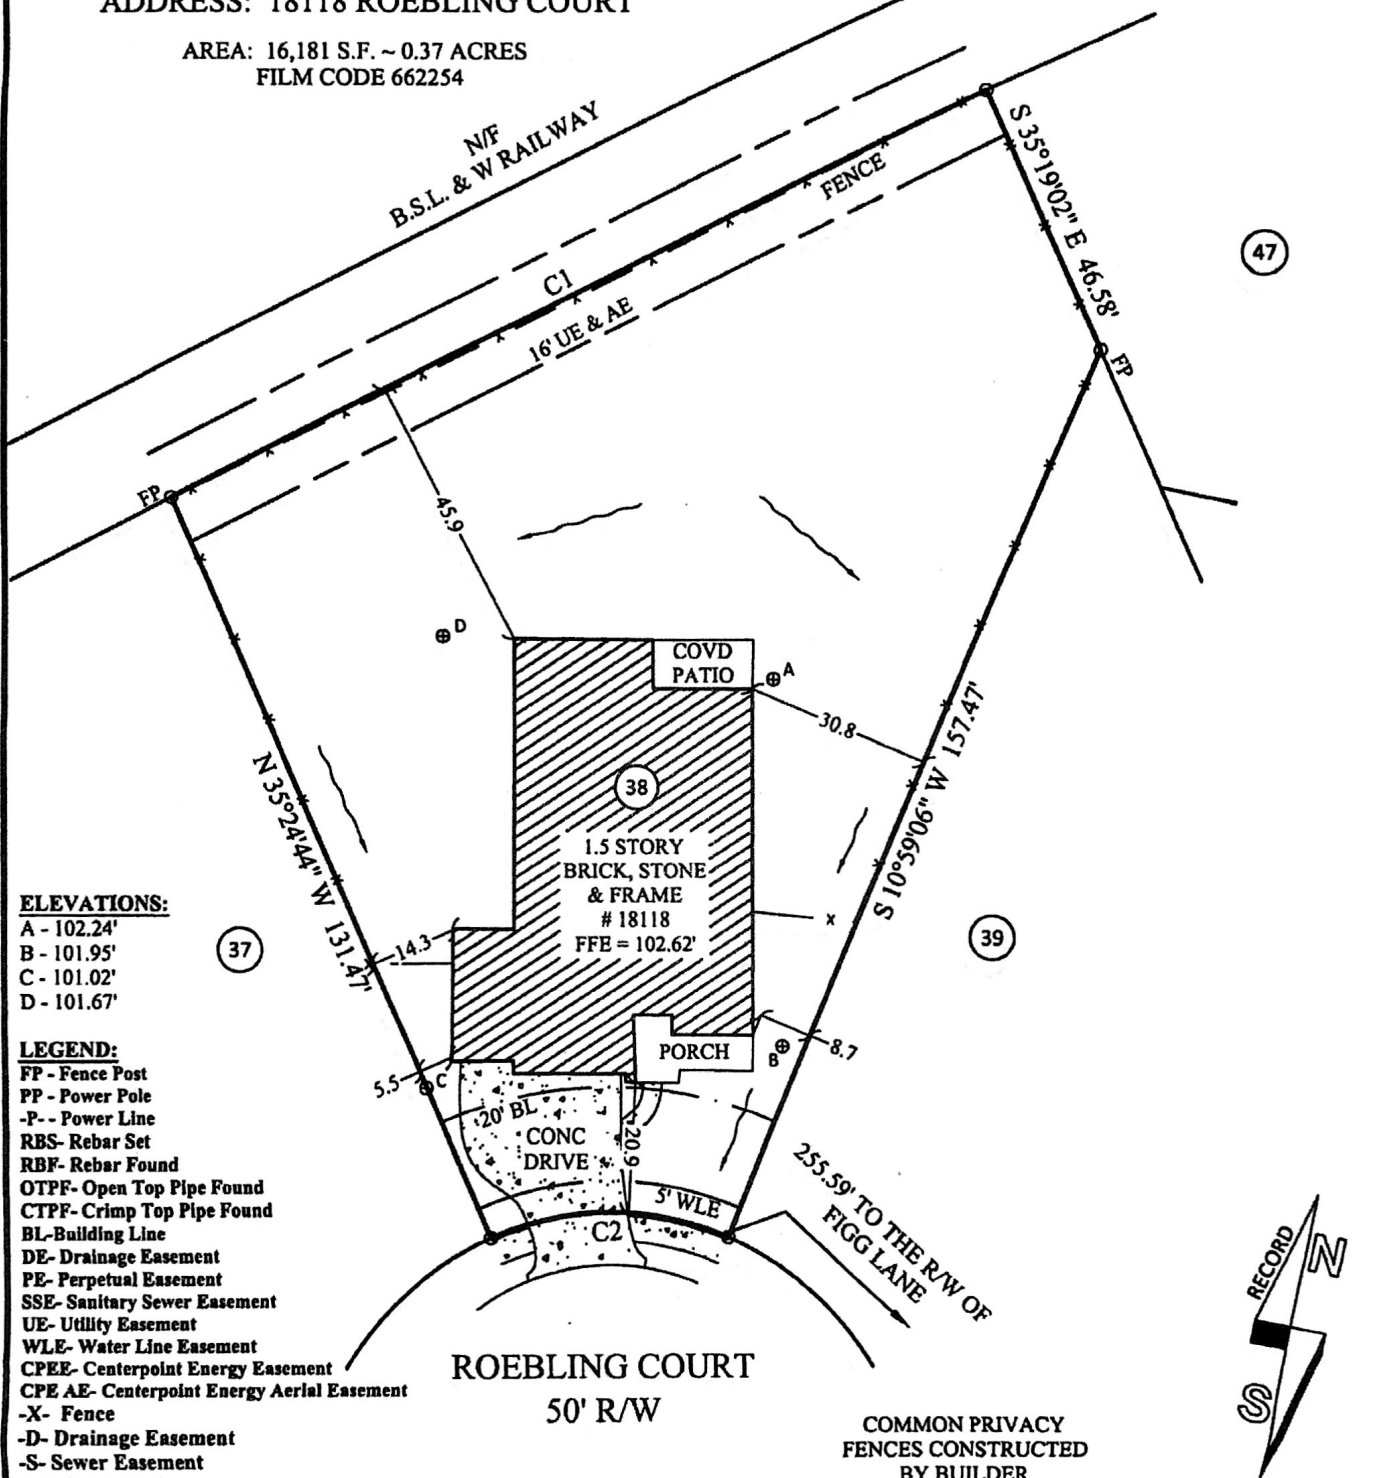 ADDRESS: 18118 ROEBLING COURT
AREA: 16,181 S.F. ~ 0.37 ACRES
FILM CODE 662254
N/F
B.S.L. & W RAILWAY
FENCE
C1
16' UE & AE
S 35°19'02" E 46.58'
47
FP
FP
45.9
D
COVD
PATIO
A
30.8
S 10°59'06" W 157.47'
38
1.5 STORY
BRICK, STONE
& FRAME
# 18118
FFE = 102.62'
x
N 35°24'44" W 131.47'
37
39
14.3
ELEVATIONS:
A - 102.24'
B - 101.95'
C - 101.02'
D - 101.67'
PORCH
B
8.7
5.5
C
20' BL
CONC
DRIVE
20.9
5' WLE
C2
255.59' TO THE R/W OF
FIGG LANE
LEGEND:
FP - Fence Post
PP - Power Pole
-P- - Power Line
RBS- Rebar Set
RBF- Rebar Found
OTPF- Open Top Pipe Found
CTPF- Crimp Top Pipe Found
BL-Building Line
DE- Drainage Easement
PE- Perpetual Easement
SSE- Sanitary Sewer Easement
UE- Utility Easement
WLE- Water Line Easement
CPEE- Centerpoint Energy Easement
CPE AE- Centerpoint Energy Aerial Easement
-X- Fence
-D- Drainage Easement
-S- Sewer Easement
ROEBLING COURT
50' R/W
RECORD
N
S
COMMON PRIVACY
FENCES CONSTRUCTED
BY BUILDER